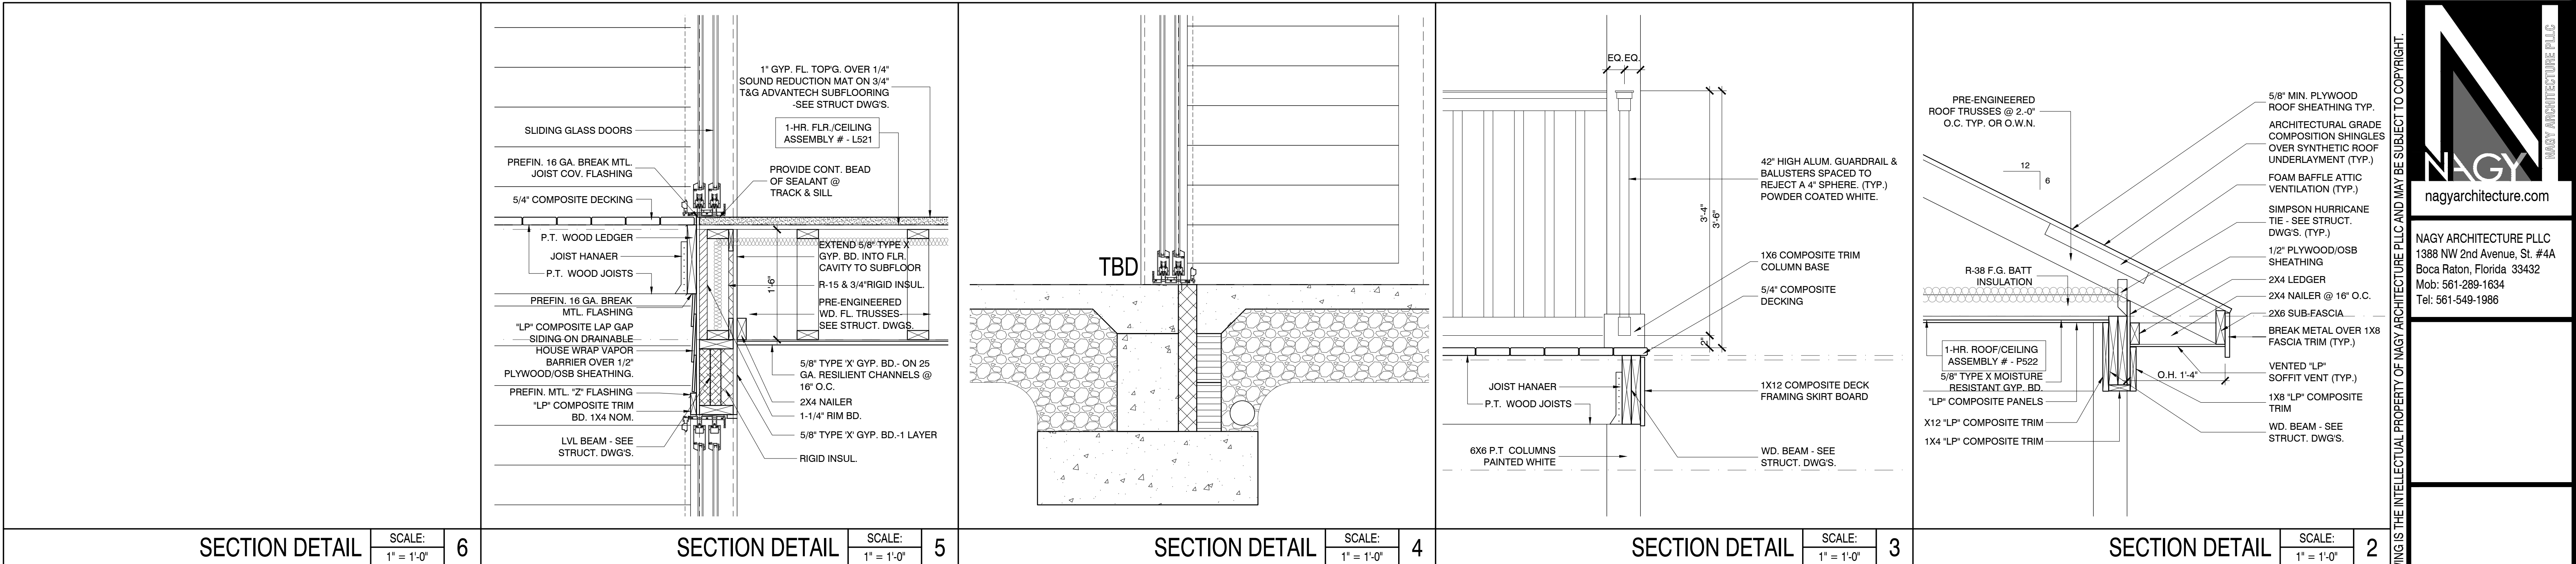 SECTION DETAIL
SCALE:
1" = 1'-0"
6
1" GYP. FL. TOP'G. OVER 1/4"
SOUND REDUCTION MAT ON 3/4"
T&G ADVANTECH SUBFLOORING
-SEE STRUCT DWG'S.
1-HR. FLR./CEILING
ASSEMBLY # - L521
PROVIDE CONT. BEAD
OF SEALANT @
TRACK & SILL
SLIDING GLASS DOORS
PREFIN. 16 GA. BREAK MTL.
JOIST COV. FLASHING
5/4" COMPOSITE DECKING
P.T. WOOD LEDGER
JOIST HANAER
P.T. WOOD JOISTS
PREFIN. 16 GA. BREAK
MTL. FLASHING
"LP" COMPOSITE LAP GAP
SIDING ON DRAINABLE
HOUSE WRAP VAPOR
BARRIER OVER 1/2"
PLYWOOD/OSB SHEATHING.
PREFIN. MTL. "Z" FLASHING
"LP" COMPOSITE TRIM
BD. 1X4 NOM.
LVL BEAM - SEE
STRUCT. DWG'S.
EXTEND 5/8" TYPE X
GYP. BD. INTO FLR.
CAVITY TO SUBFLOOR
1'-6"
R-15 & 3/4"RIGID INSUL.
PRE-ENGINEERED
WD. FL. TRUSSES-
SEE STRUCT. DWGS.
5/8" TYPE 'X' GYP. BD.- ON 25
GA. RESILIENT CHANNELS @
16" O.C.
2X4 NAILER
1-1/4" RIM BD.
5/8" TYPE 'X' GYP. BD.-1 LAYER
RIGID INSUL.
SECTION DETAIL
SCALE:
1" = 1'-0"
5
TBD
SECTION DETAIL
SCALE:
1" = 1'-0"
4
EQ. EQ.
3'-4"
3'-6"
2"
42" HIGH ALUM. GUARDRAIL &
BALUSTERS SPACED TO
REJECT A 4" SPHERE. (TYP.)
POWDER COATED WHITE.
1X6 COMPOSITE TRIM
COLUMN BASE
5/4" COMPOSITE
DECKING
JOIST HANAER
P.T. WOOD JOISTS
1X12 COMPOSITE DECK
FRAMING SKIRT BOARD
6X6 P.T COLUMNS
PAINTED WHITE
WD. BEAM - SEE
STRUCT. DWG'S.
SECTION DETAIL
SCALE:
1" = 1'-0"
3
PRE-ENGINEERED
ROOF TRUSSES @ 2.-0"
O.C. TYP. OR O.W.N.
12
6
R-38 F.G. BATT
INSULATION
1-HR. ROOF/CEILING
ASSEMBLY # - P522
5/8" TYPE X MOISTURE
RESISTANT GYP. BD.
"LP" COMPOSITE PANELS
X12 "LP" COMPOSITE TRIM
1X4 "LP" COMPOSITE TRIM
O.H. 1'-4"
5/8" MIN. PLYWOOD
ROOF SHEATHING TYP.
ARCHITECTURAL GRADE
COMPOSITION SHINGLES
OVER SYNTHETIC ROOF
UNDERLAYMENT (TYP.)
FOAM BAFFLE ATTIC
VENTILATION (TYP.)
SIMPSON HURRICANE
TIE - SEE STRUCT.
DWG'S. (TYP.)
1/2" PLYWOOD/OSB
SHEATHING
2X4 LEDGER
2X4 NAILER @ 16" O.C.
2X6 SUB-FASCIA
BREAK METAL OVER 1X8
FASCIA TRIM (TYP.)
VENTED "LP"
SOFFIT VENT (TYP.)
1X8 "LP" COMPOSITE
TRIM
WD. BEAM - SEE
STRUCT. DWG'S.
SECTION DETAIL
SCALE:
1" = 1'-0"
2
ING IS THE INTELLECTUAL PROPERTY OF NAGY ARCHITECTURE PLLC AND MAY BE SUBJECT TO COPYRIGHT.
NAGY
NAGY ARCHITECTURE PLLC
nagyarchitecture.com
NAGY ARCHITECTURE PLLC
1388 NW 2nd Avenue, St. #4A
Boca Raton, Florida 33432
Mob: 561-289-1634
Tel: 561-549-1986